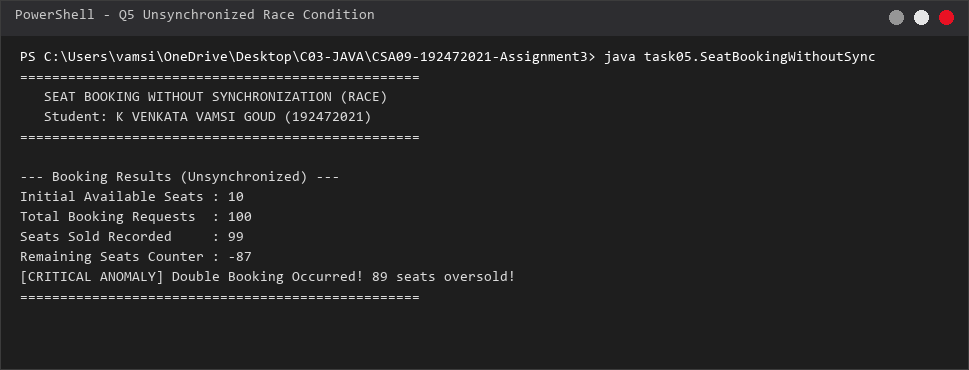 PowerShell - Q5 Unsynchronized Race Condition
PS C:\Users\vamsi\OneDrive\Desktop\C03-JAVA\CSA09-192472021-Assignment3> java task05.SeatBookingWithoutSync
==================================================
   SEAT BOOKING WITHOUT SYNCHRONIZATION (RACE)
   Student: K VENKATA VAMSI GOUD (192472021)
==================================================
--- Booking Results (Unsynchronized) ---
Initial Available Seats : 10
Total Booking Requests  : 100
Seats Sold Recorded     : 99
Remaining Seats Counter : -87
[CRITICAL ANOMALY] Double Booking Occurred! 89 seats oversold!
==================================================